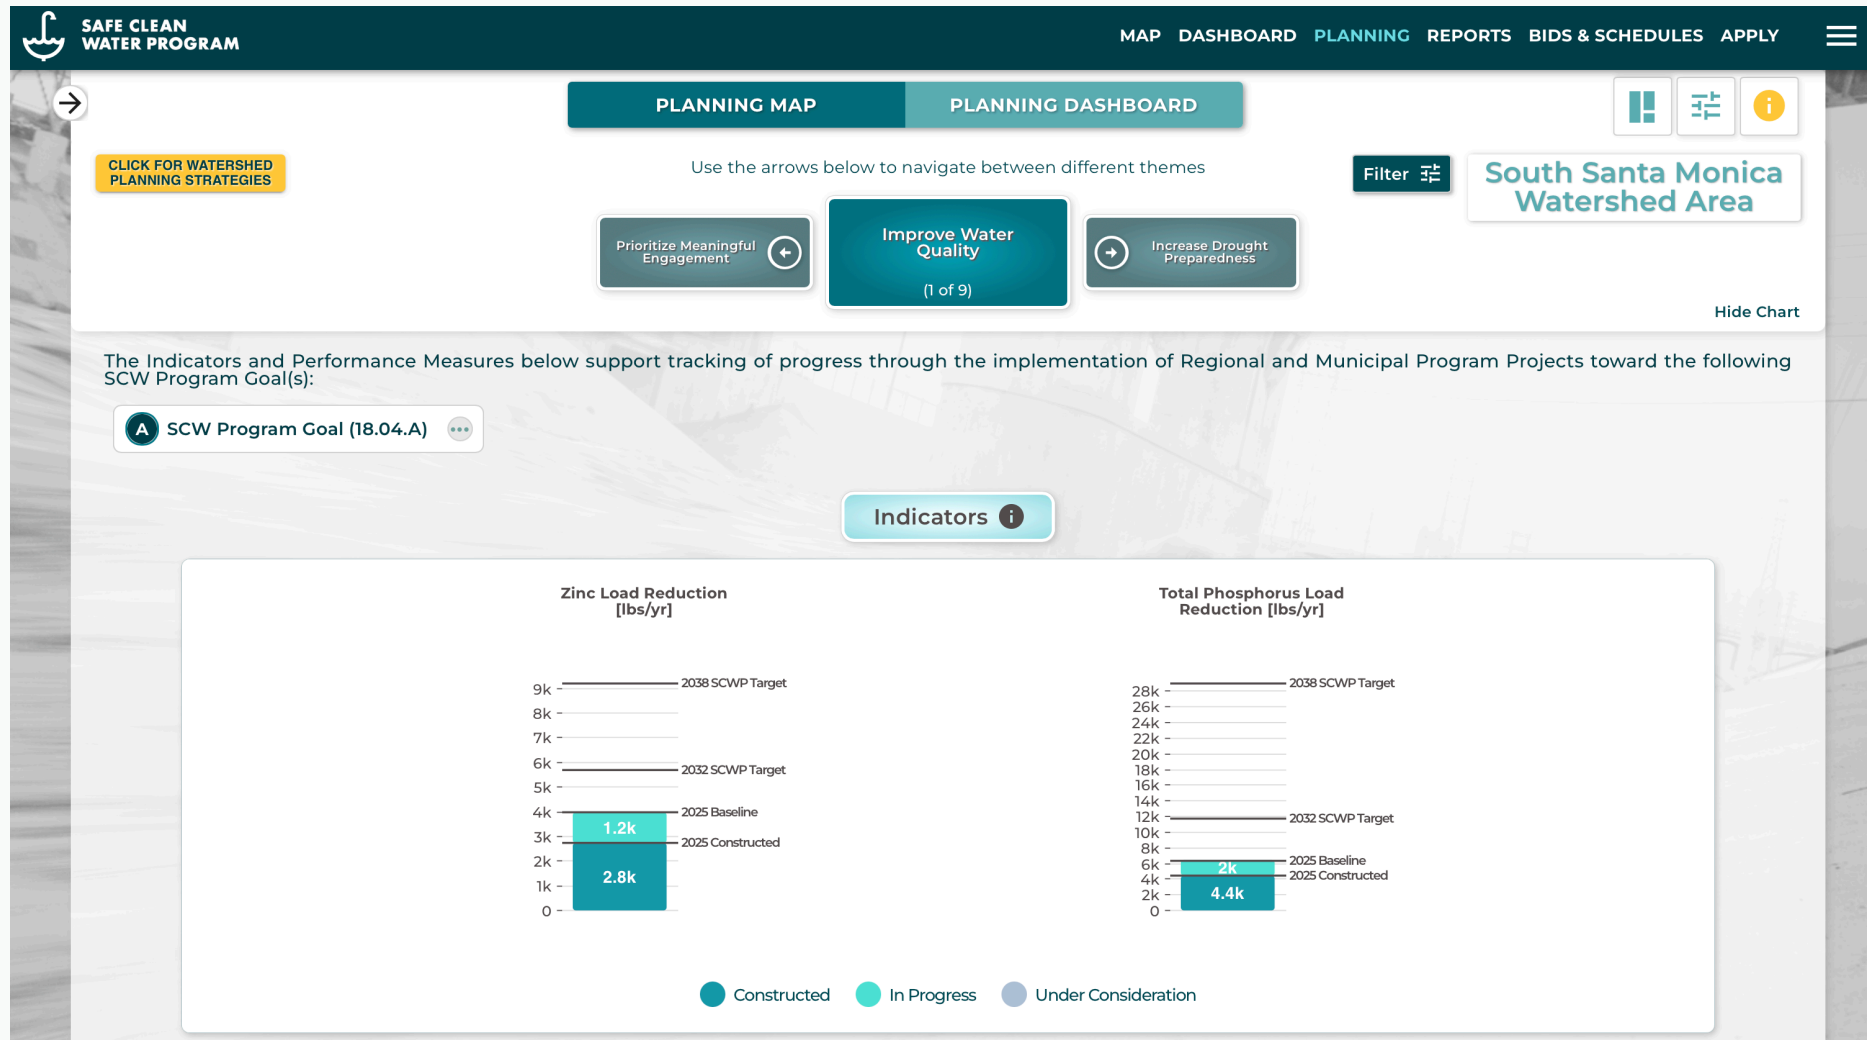 SAFE CLEAN
WATER PROGRAM
MAP DASHBOARD PLANNING REPORTS BIDS & SCHEDULES APPLY
PLANNING MAP
PLANNING DASHBOARD
CLICK FOR WATERSHED
PLANNING STRATEGIES
Use the arrows below to navigate between different themes
Filter
South Santa Monica
Watershed Area
Prioritize Meaningful
Engagement
Improve Water
Quality
(1 of 9)
Increase Drought
Preparedness
Hide Chart
The Indicators and Performance Measures below support tracking of progress through the implementation of Regional and Municipal Program Projects toward the following
SCW Program Goal(s):
A SCW Program Goal (18.04.A)
Indicators
Zinc Load Reduction
[lbs/yr]
9k
8k
7k
6k
5k
4k
3k
2k
1k
0
2038 SCWP Target
2032 SCWP Target
2025 Baseline
2025 Constructed
1.2k
2.8k
Total Phosphorus Load
Reduction [lbs/yr]
28k
26k
24k
22k
20k
18k
16k
14k
12k
10k
8k
6k
4k
2k
0
2038 SCWP Target
2032 SCWP Target
2025 Baseline
2025 Constructed
2k
4.4k
Constructed
In Progress
Under Consideration